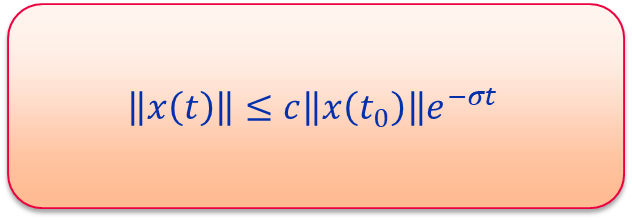 ‖x(t)‖ ≤ c‖x(t₀)‖e^{−σt}